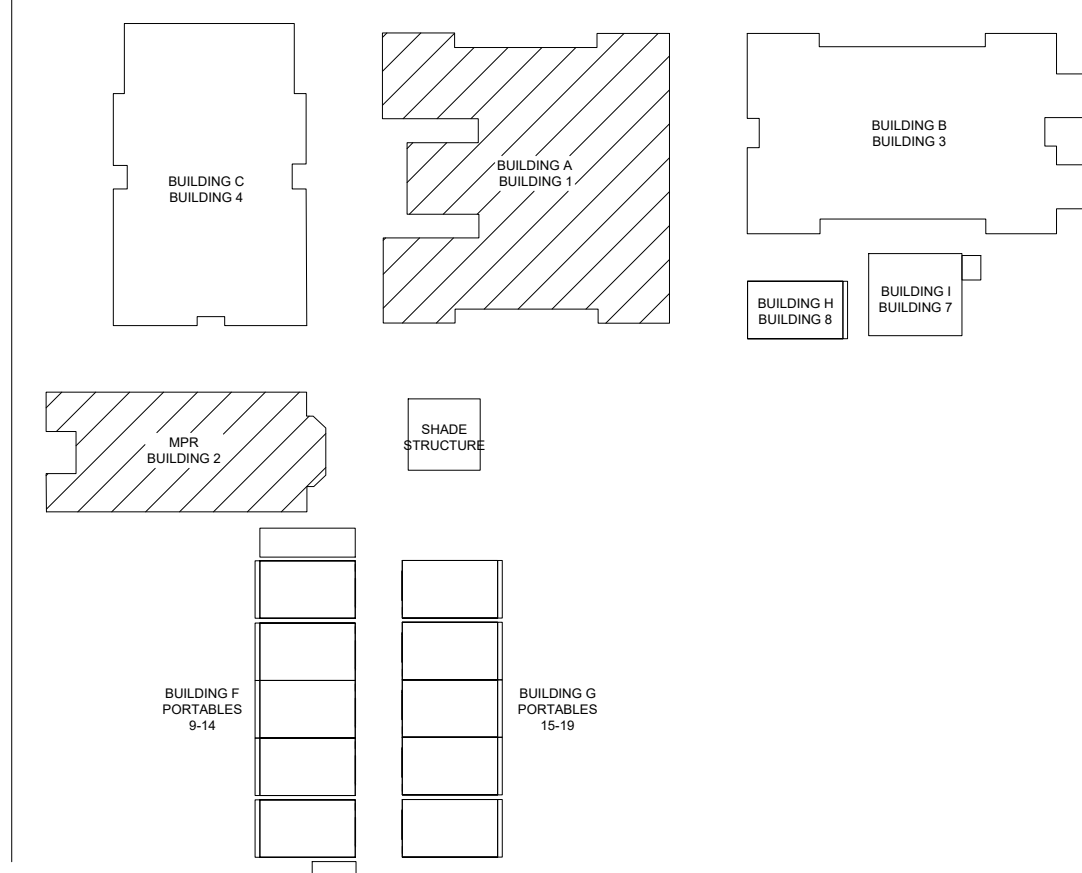 BUILDING C
BUILDING 4
BUILDING A
BUILDING 1
BUILDING B
BUILDING 3
BUILDING H
BUILDING 8
BUILDING I
BUILDING 7
MPR
BUILDING 2
SHADE
STRUCTURE
BUILDING F
PORTABLES
9-14
BUILDING G
PORTABLES
15-19